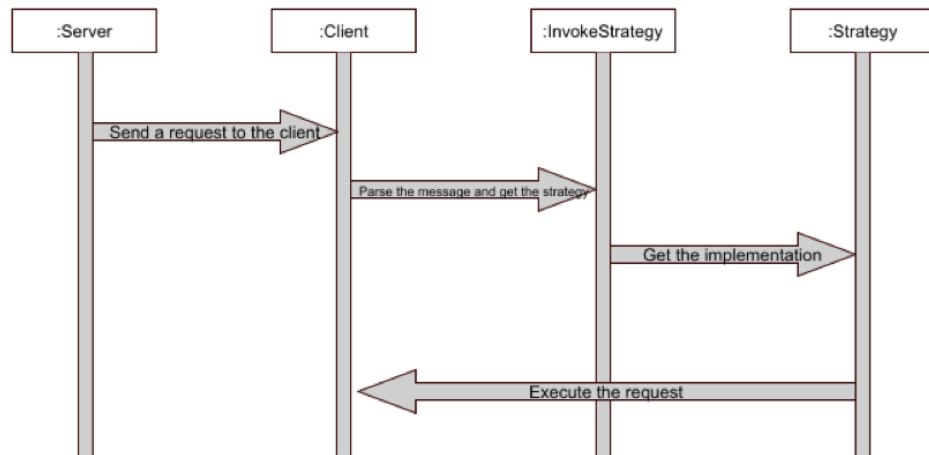 :Server
:Client
:InvokeStrategy
:Strategy
Send a request to the client
Parse the message and get the strategy
Get the implementation
Execute the request